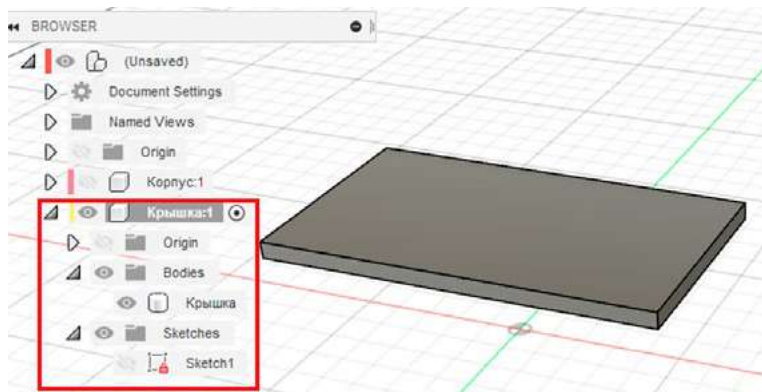 BROWSER
(Unsaved)
Document Settings
Named Views
Origin
Корпус:1
Крышка:1
Origin
Bodies
Крышка
Sketches
Sketch1